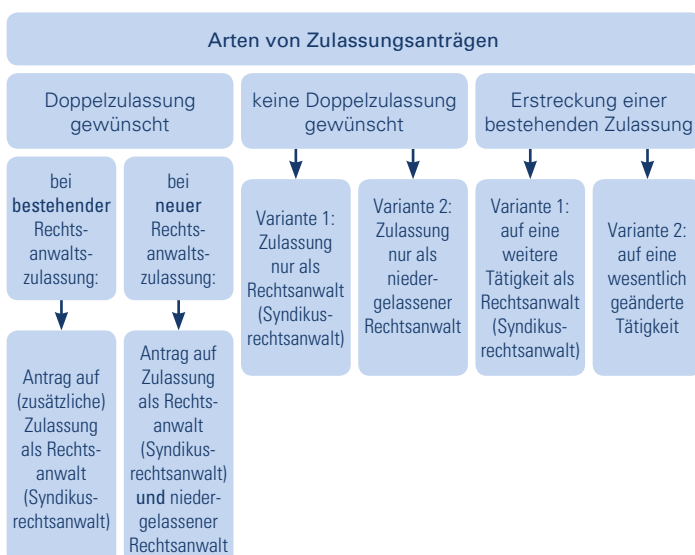 Arten von Zulassungsanträgen
Doppelzulassung
gewünscht
bei
bestehender
Rechts-
anwalts-
zulassung:
Antrag auf
(zusätzliche)
Zulassung
als Rechts-
anwalt
(Syndikus-
rechtsanwalt)
bei
neuer
Rechts-
anwalts-
zulassung:
Antrag auf
Zulassung
als Rechts-
anwalt
(Syndikus-
rechtsanwalt)
und nieder-
gelassener
Rechtsanwalt
keine Doppelzulassung
gewünscht
Variante 1:
Zulassung
nur als
Rechtsanwalt
(Syndikus-
rechtsanwalt)
Variante 2:
Zulassung
nur als
nieder-
gelassener
Rechtsanwalt
Erstreckung einer
bestehenden Zulassung
Variante 1:
auf eine
weitere
Tätigkeit als
Rechtsanwalt
(Syndikus-
rechtsanwalt)
Variante 2:
auf eine
wesentlich
geänderte
Tätigkeit